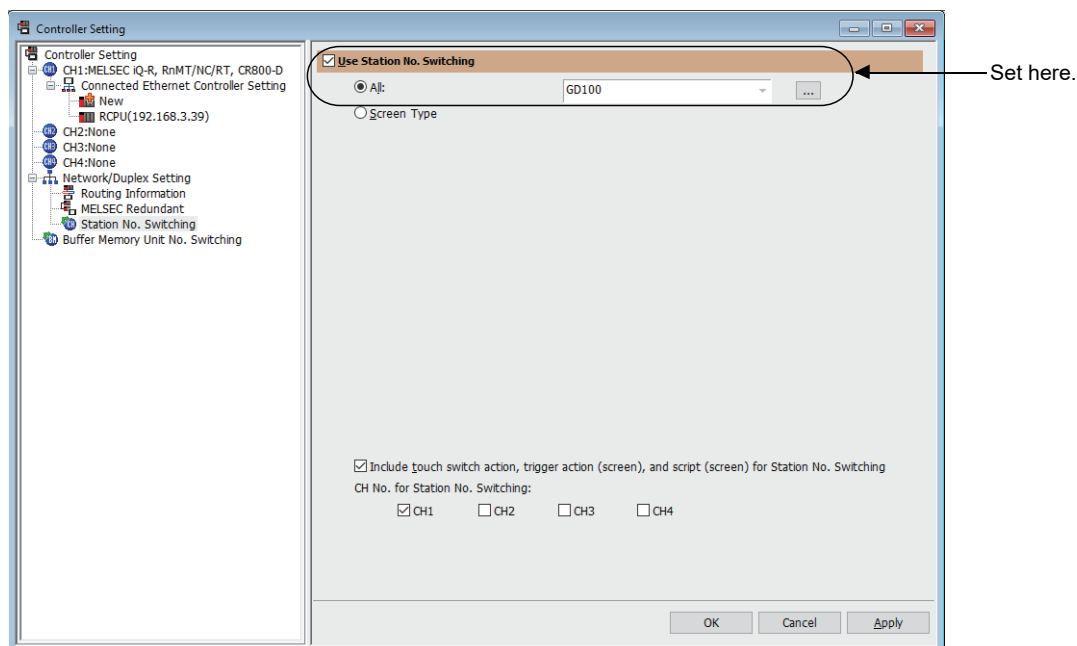 Controller Setting
Controller Setting
CH1:MELSEC iQ-R, RnMT/NC/RT, CR800-D
Connected Ethernet Controller Setting
New
RCPU(192.168.3.39)
CH2:None
CH3:None
CH4:None
Network/Duplex Setting
Routing Information
MELSEC Redundant
Station No. Switching
Buffer Memory Unit No. Switching
Use Station No. Switching
All:
GD100
...
Screen Type
Set here.
Include touch switch action, trigger action (screen), and script (screen) for Station No. Switching
CH No. for Station No. Switching:
CH1 CH2 CH3 CH4
OK Cancel Apply